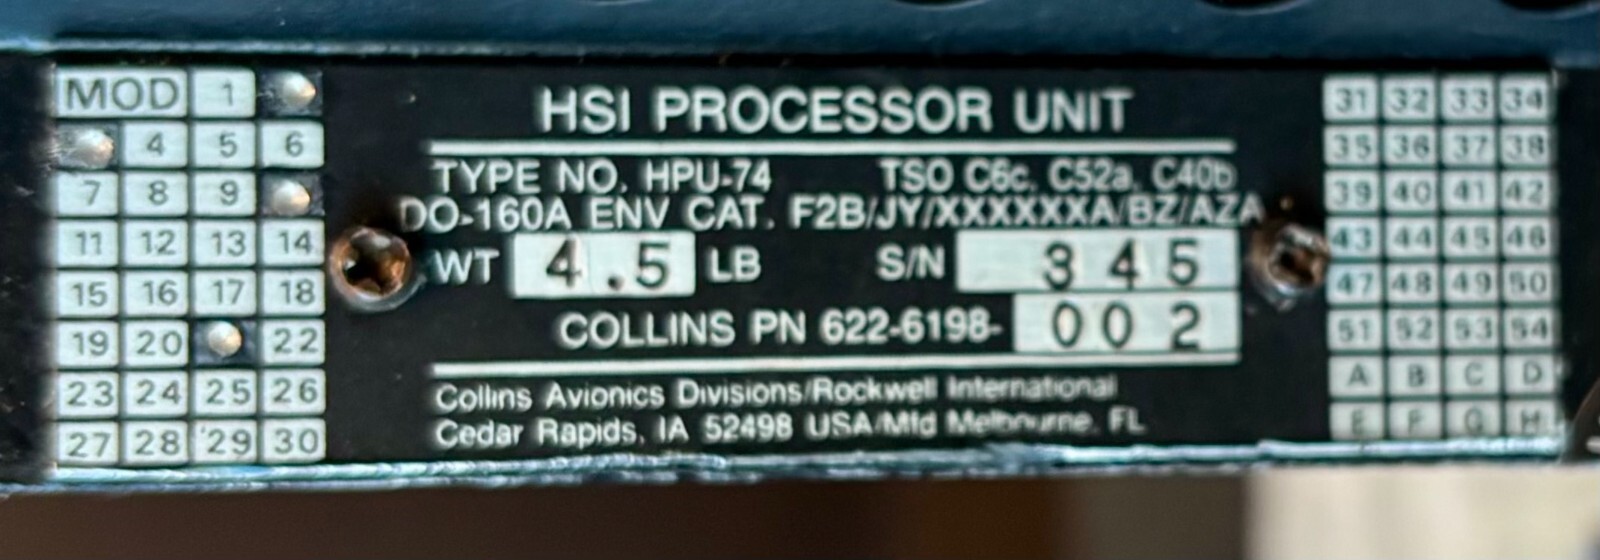 MOD 1
4 5 6
7 8 9
11 12 13 14
15 16 17 18
19 20 22
23 24 25 26
27 28 29 30
HSI PROCESSOR UNIT
TYPE NO. HPU-74 TSO C6c, C52a, C40b
DO-160A ENV CAT. F2B/JY/XXXXXXA/BZ/AZA
WT 4.5 LB S/N 345
COLLINS PN 622-6198-002
Collins Avionics Divisions/Rockwell International
Cedar Rapids, IA 52498 USA/Mfd Melbourne, FL
31 32 33 34
35 36 37 38
39 40 41 42
43 44 45 46
47 48 49 50
51 52 53 54
A B C D
E F G H